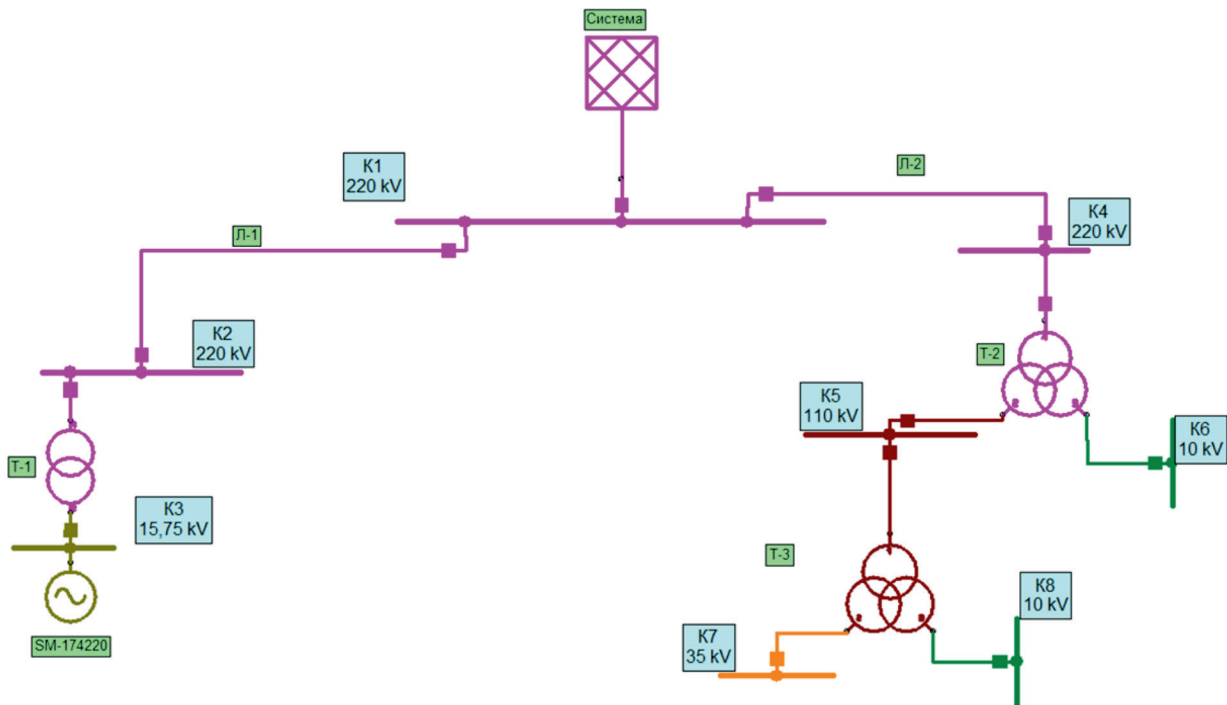 Система
К1
220 kV
Л-2
К4
220 kV
Л-1
К2
220 kV
Т-2
К5
110 kV
К6
10 kV
Т-1
К3
15,75 kV
Т-3
К8
10 kV
SM-174220
К7
35 kV